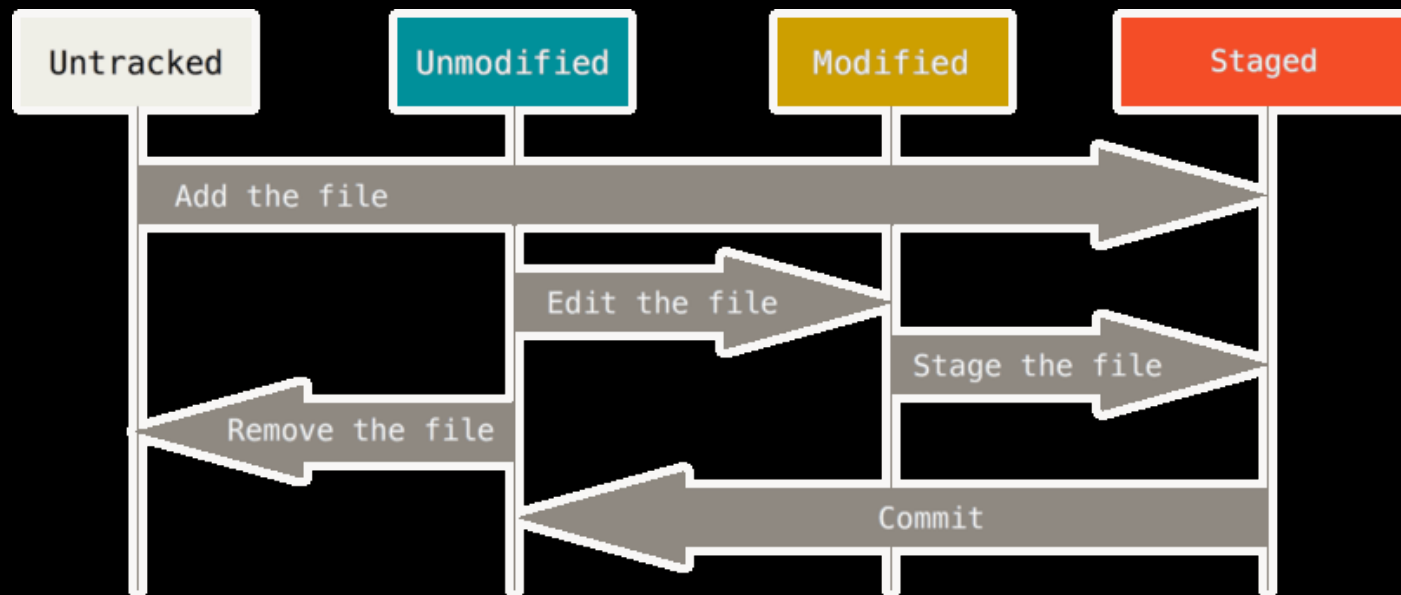 Untracked
Unmodified
Modified
Staged
Add the file
Edit the file
Stage the file
Remove the file
Commit